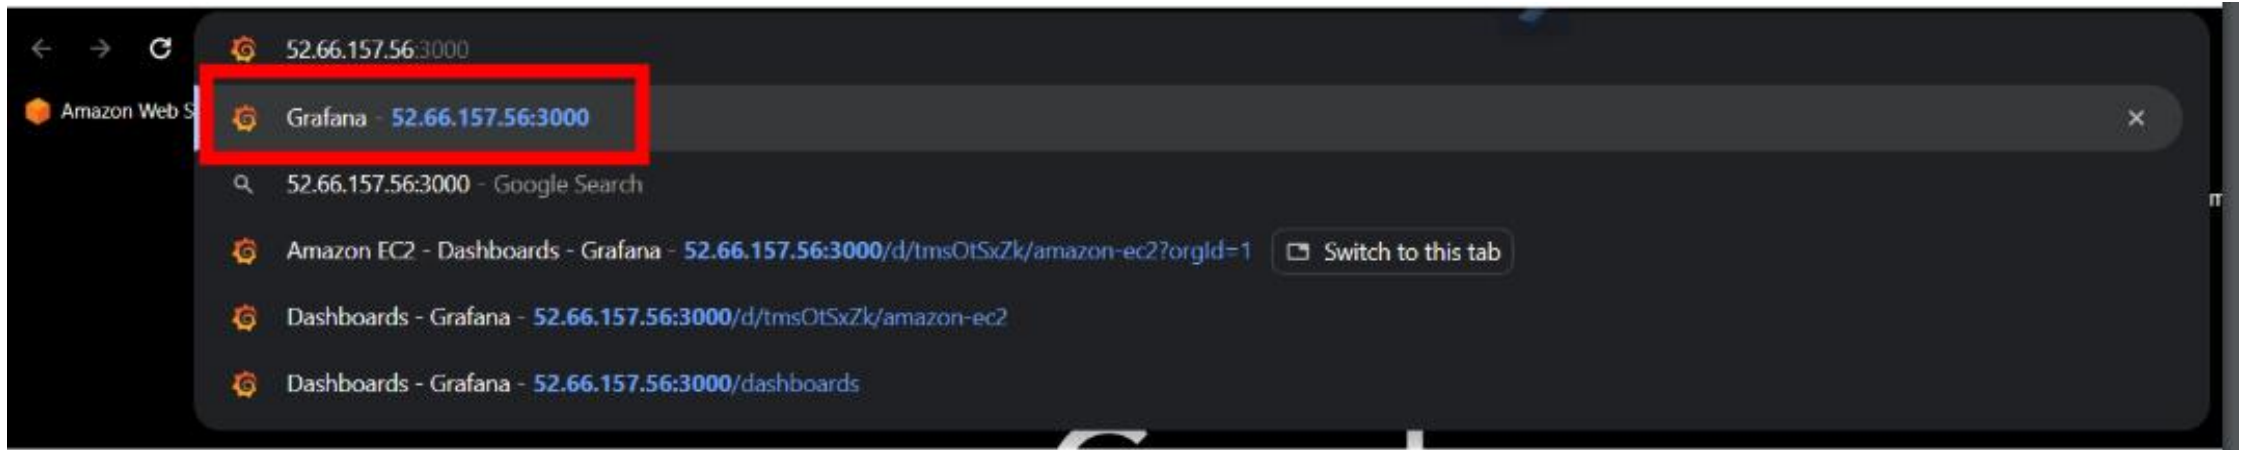 52.66.157.56:3000
Amazon Web S
Grafana - 52.66.157.56:3000
52.66.157.56:3000 - Google Search
Amazon EC2 - Dashboards - Grafana - 52.66.157.56:3000/d/tmsOtSxZk/amazon-ec2?orgId=1 Switch to this tab
Dashboards - Grafana - 52.66.157.56:3000/d/tmsOtSxZk/amazon-ec2
Dashboards - Grafana - 52.66.157.56:3000/dashboards